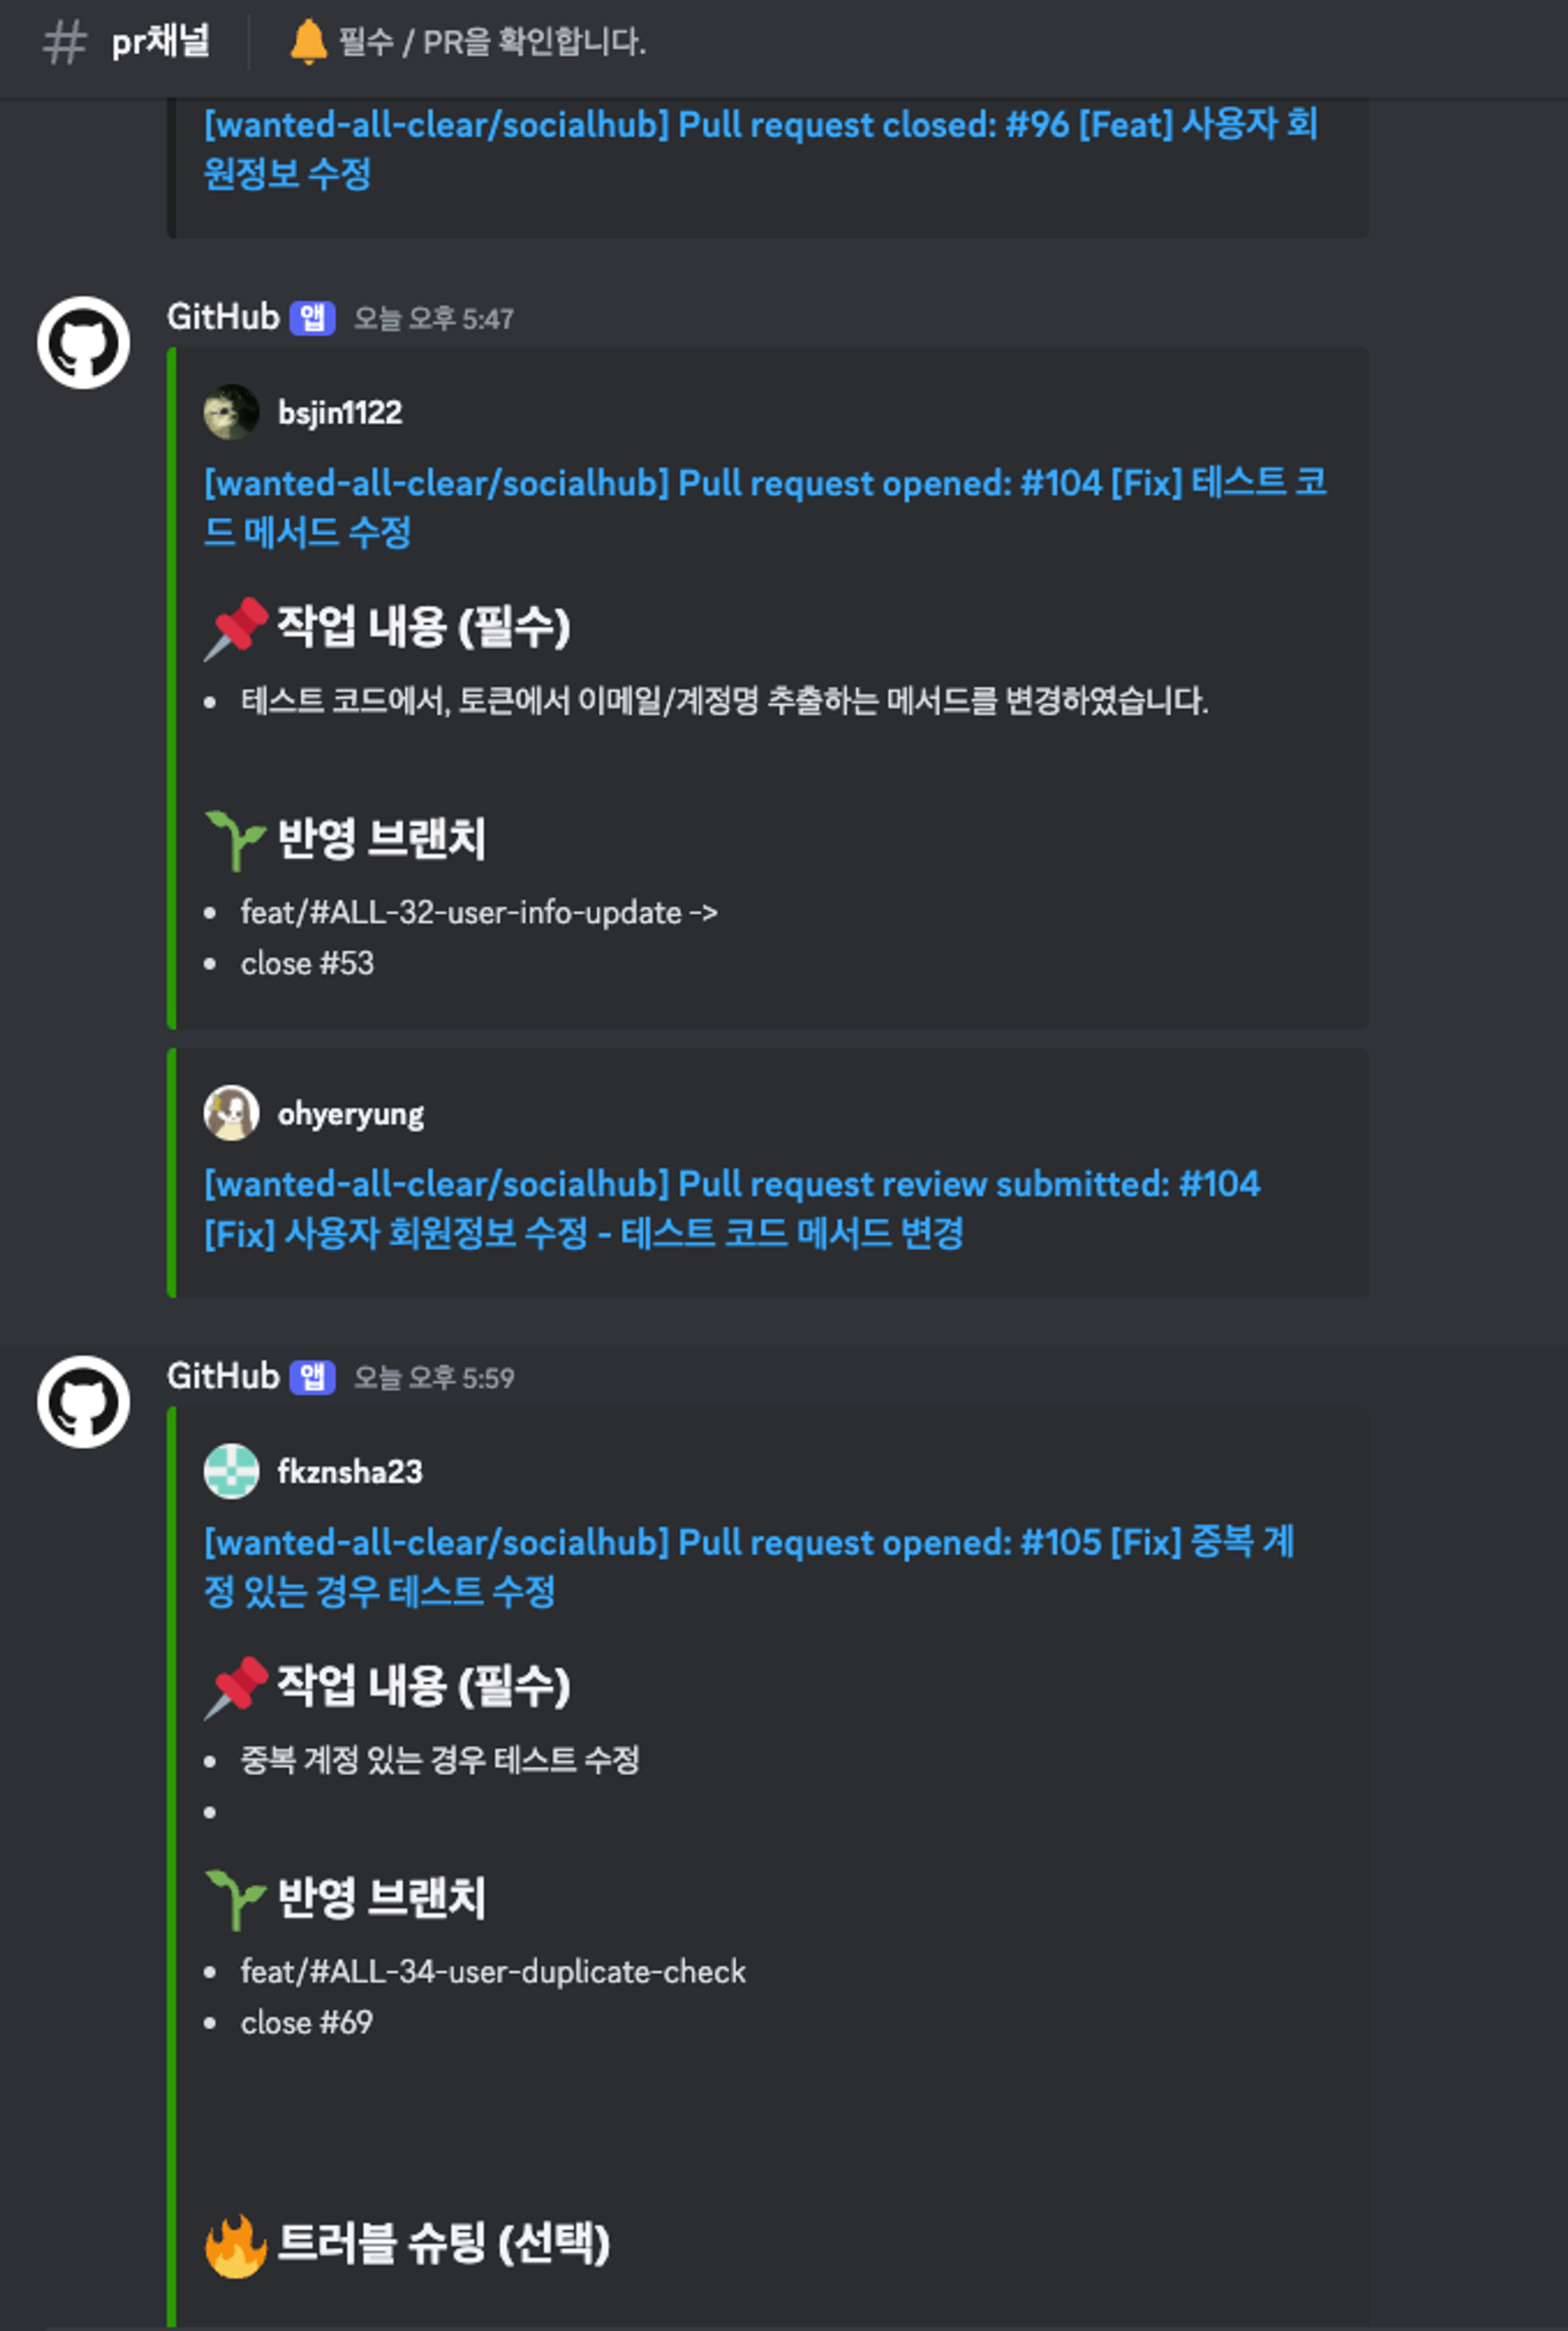 # pr채널 🔔 필수 / PR을 확인합니다.
[wanted-all-clear/socialhub] Pull request closed: #96 [Feat] 사용자 회
원정보 수정
GitHub 앱 오늘 오후 5:47
bsjin1122
[wanted-all-clear/socialhub] Pull request opened: #104 [Fix] 테스트 코
드 메서드 수정
📌 작업 내용 (필수)
• 테스트 코드에서, 토큰에서 이메일/계정명 추출하는 메서드를 변경하였습니다.
🌱 반영 브랜치
• feat/#ALL-32-user-info-update ->
• close #53
ohyeryung
[wanted-all-clear/socialhub] Pull request review submitted: #104
[Fix] 사용자 회원정보 수정 - 테스트 코드 메서드 변경
GitHub 앱 오늘 오후 5:59
fkznsha23
[wanted-all-clear/socialhub] Pull request opened: #105 [Fix] 중복 계
정 있는 경우 테스트 수정
📌 작업 내용 (필수)
• 중복 계정 있는 경우 테스트 수정
•
🌱 반영 브랜치
• feat/#ALL-34-user-duplicate-check
• close #69
🔥 트러블 슈팅 (선택)